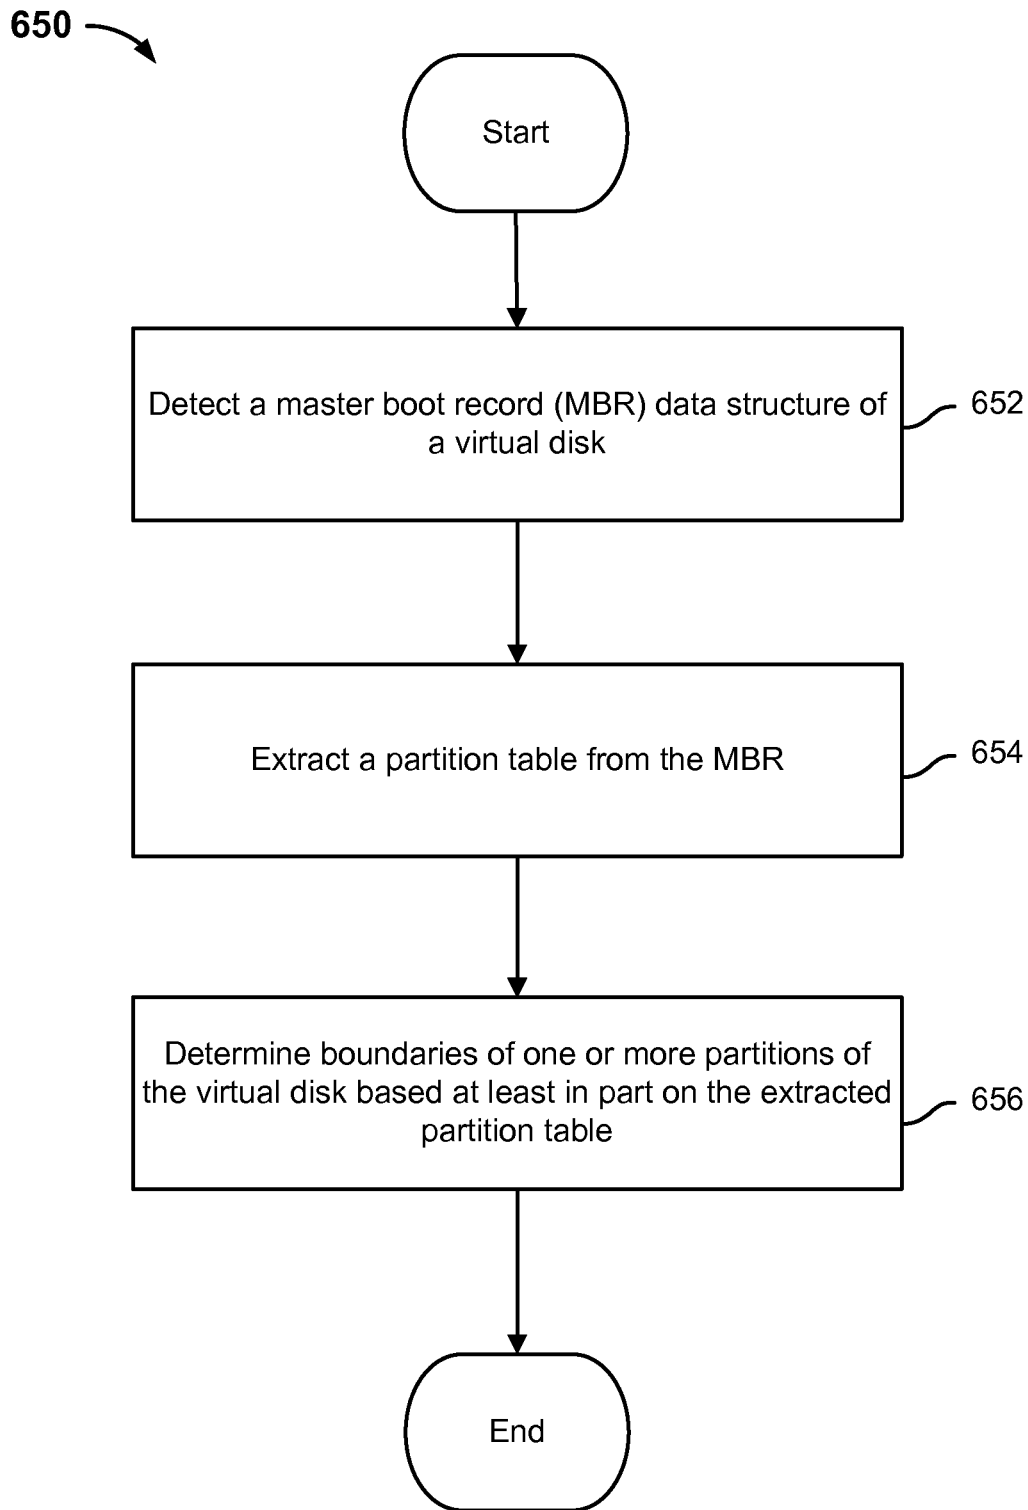 650
Start
Detect a master boot record (MBR) data structure of
a virtual disk
652
Extract a partition table from the MBR
654
Determine boundaries of one or more partitions of
the virtual disk based at least in part on the extracted
partition table
656
End